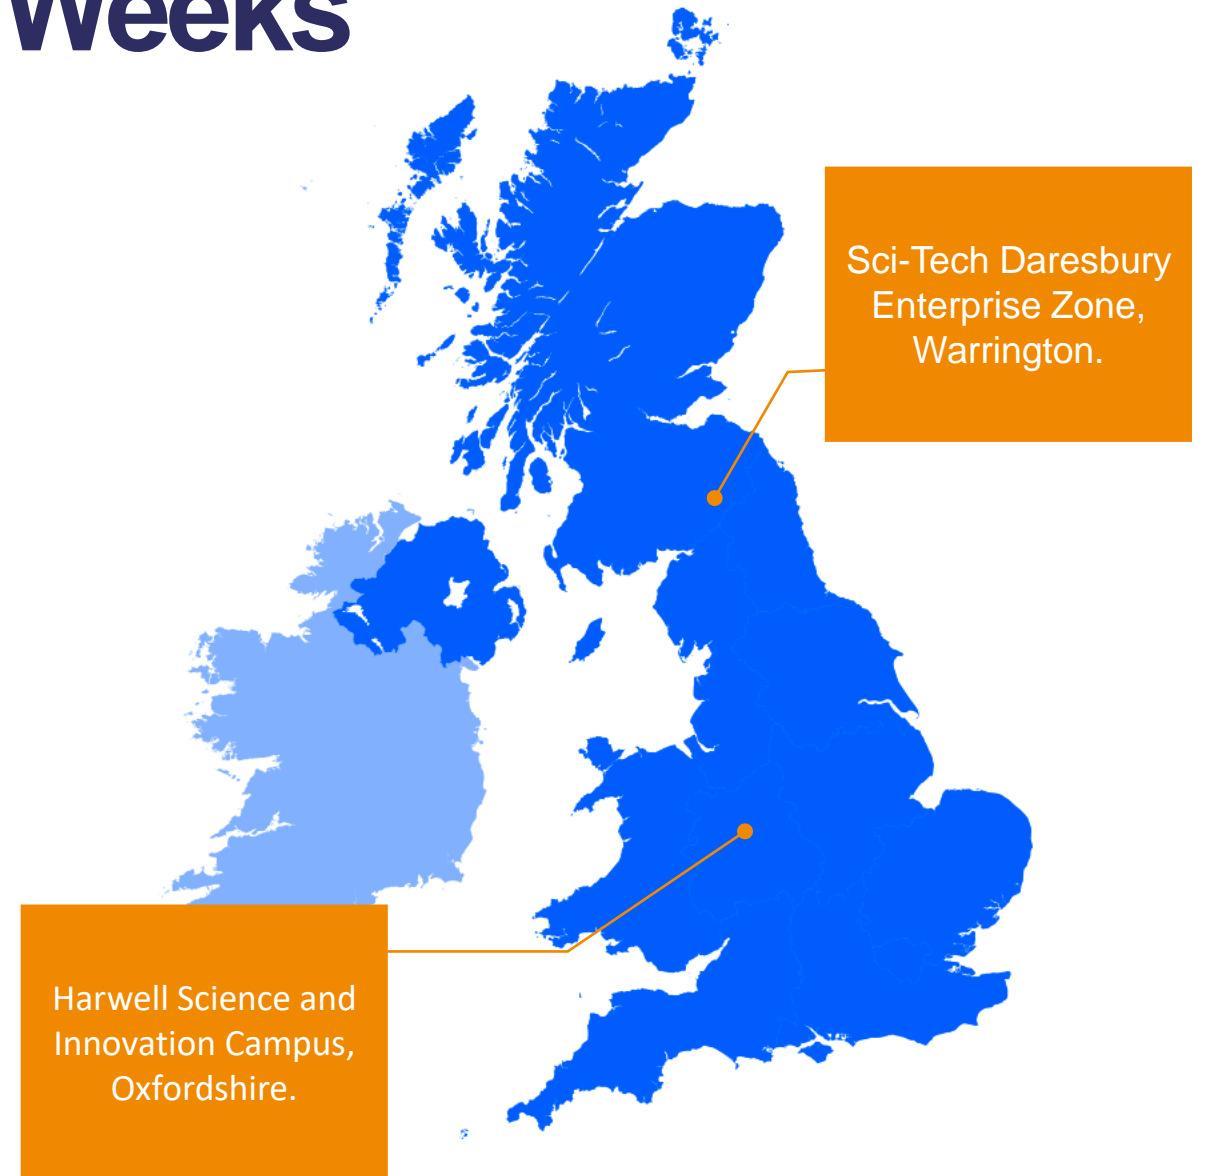 Weeks
Sci-Tech Daresbury
Enterprise Zone,
Warrington.
Harwell Science and
Innovation Campus,
Oxfordshire.